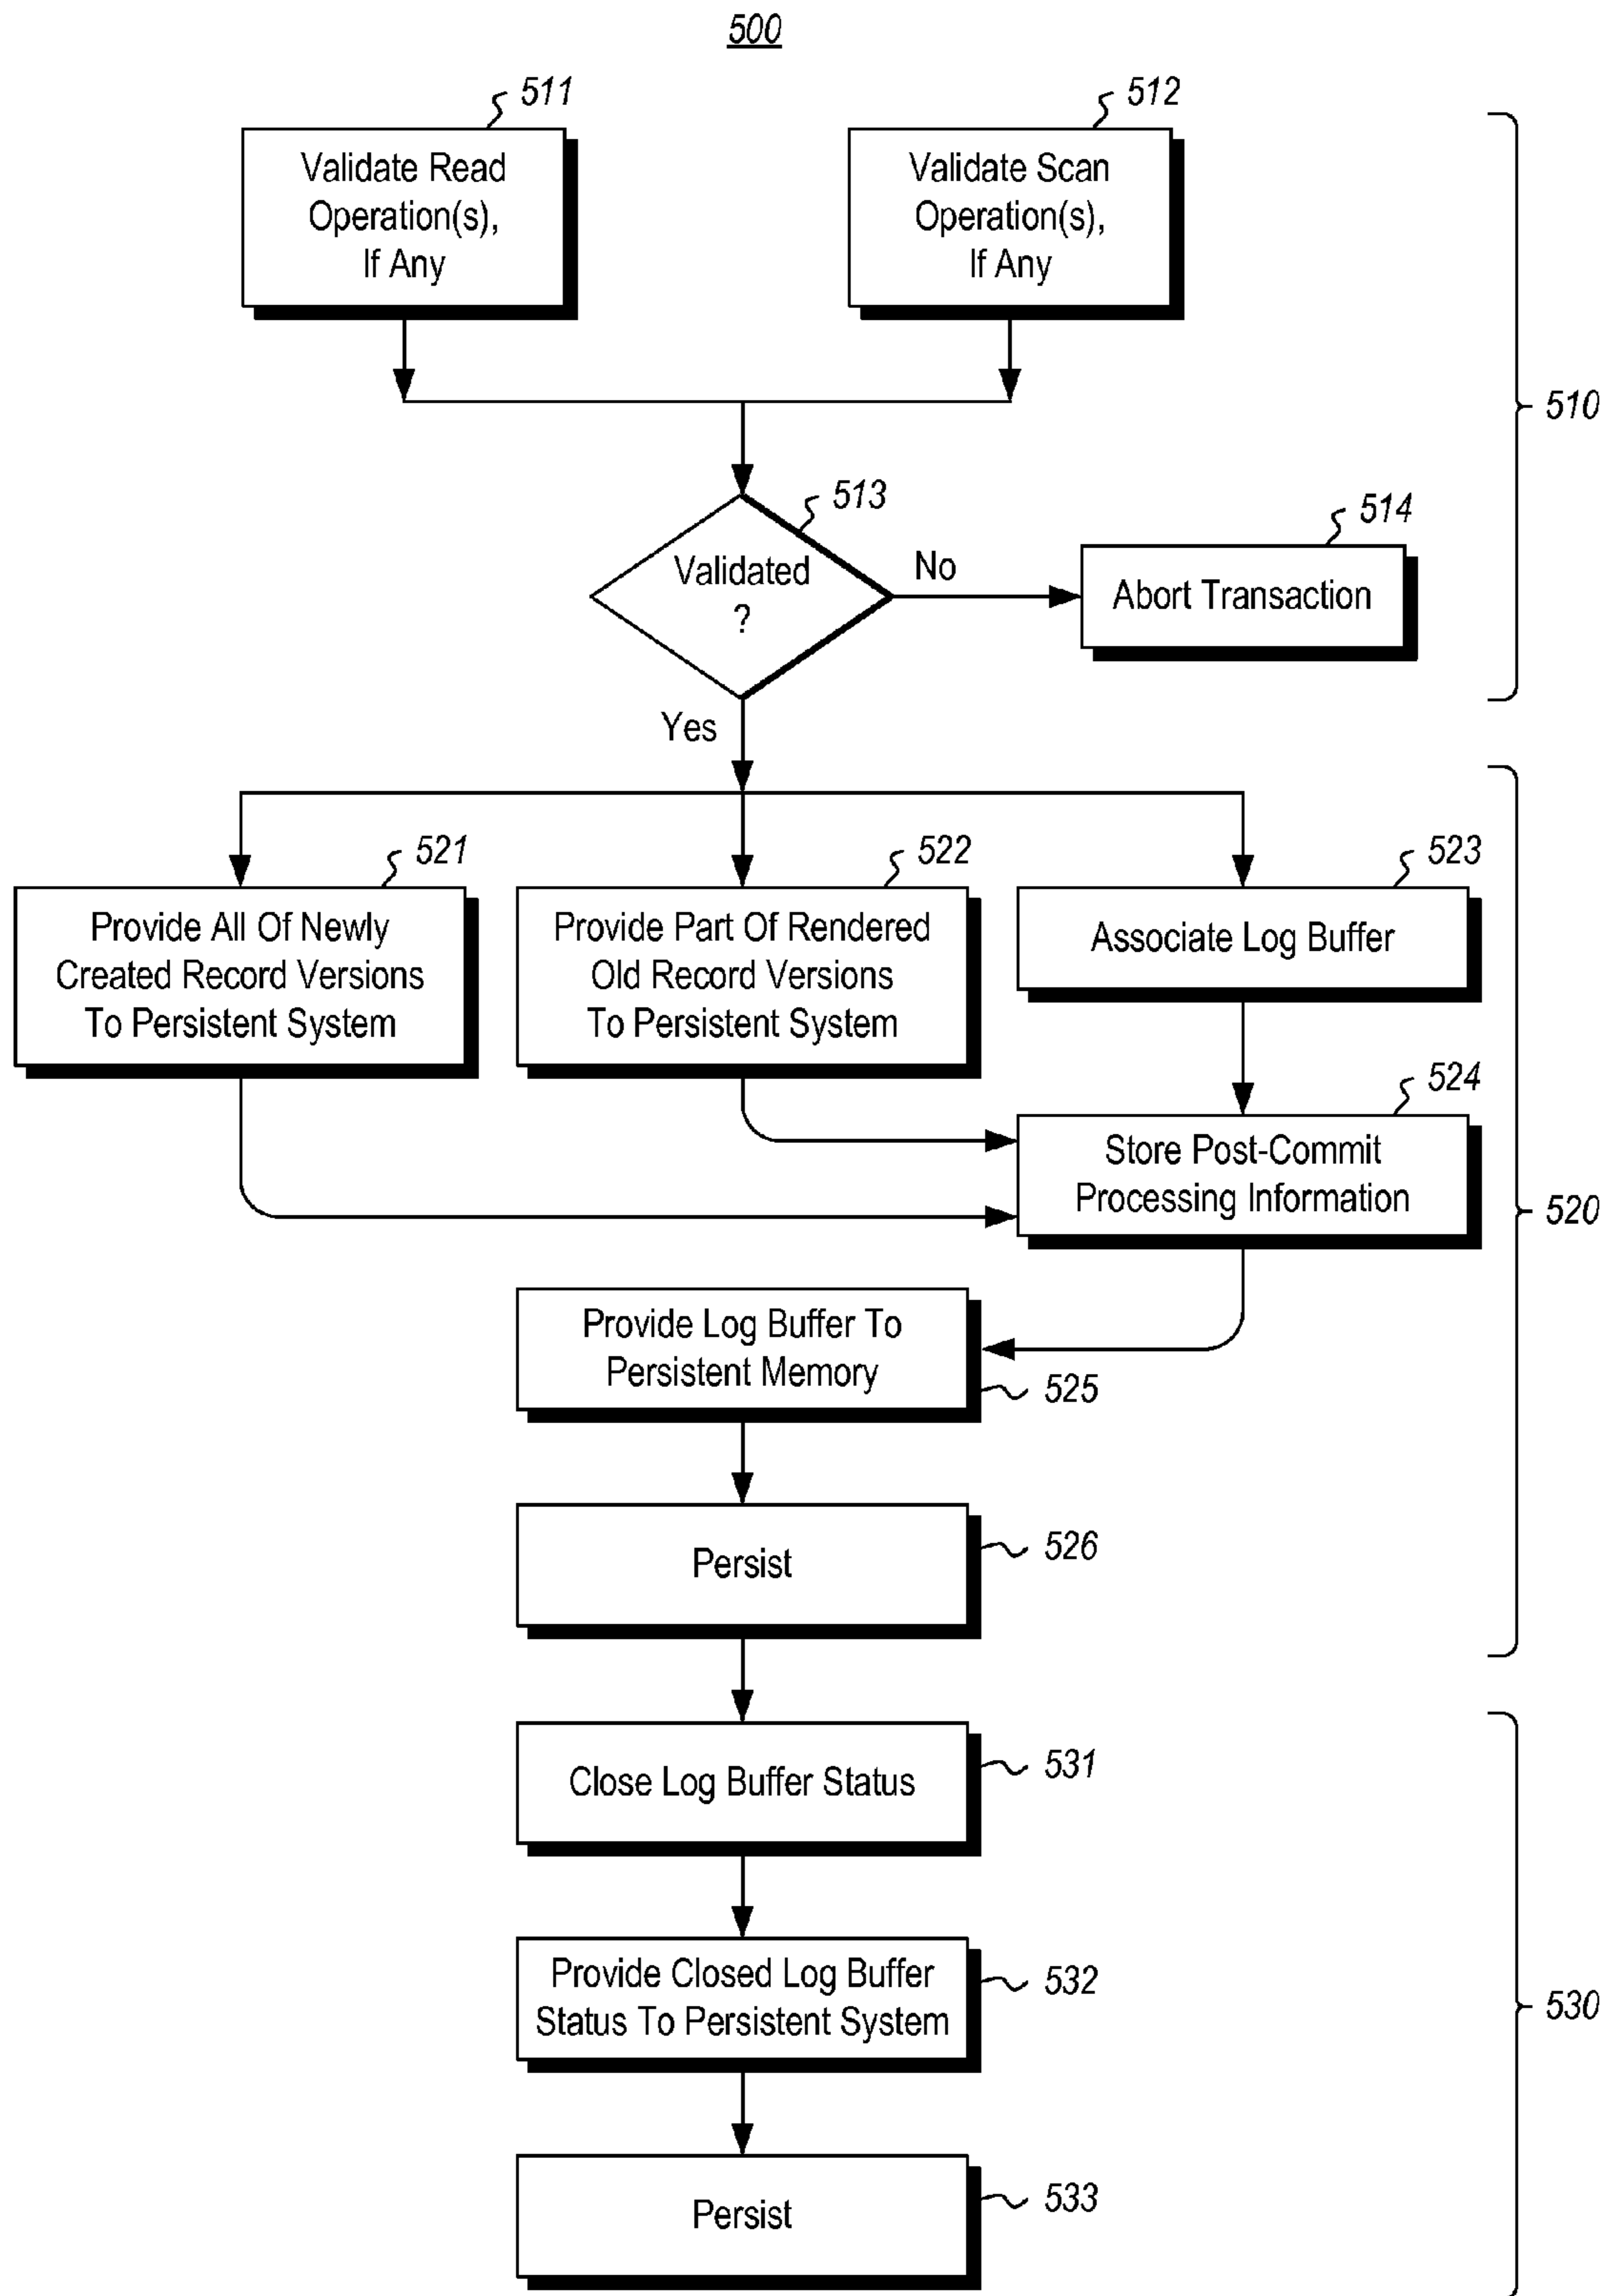 500
511
512
Validate Read
Operation(s),
If Any
Validate Scan
Operation(s),
If Any
510
513
514
Validated
?
No
Abort Transaction
Yes
521
522
523
Provide All Of Newly
Created Record Versions
To Persistent System
Provide Part Of Rendered
Old Record Versions
To Persistent System
Associate Log Buffer
524
Store Post-Commit
Processing Information
520
Provide Log Buffer To
Persistent Memory
525
Persist
526
Close Log Buffer Status
531
Provide Closed Log Buffer
Status To Persistent System
532
530
Persist
533